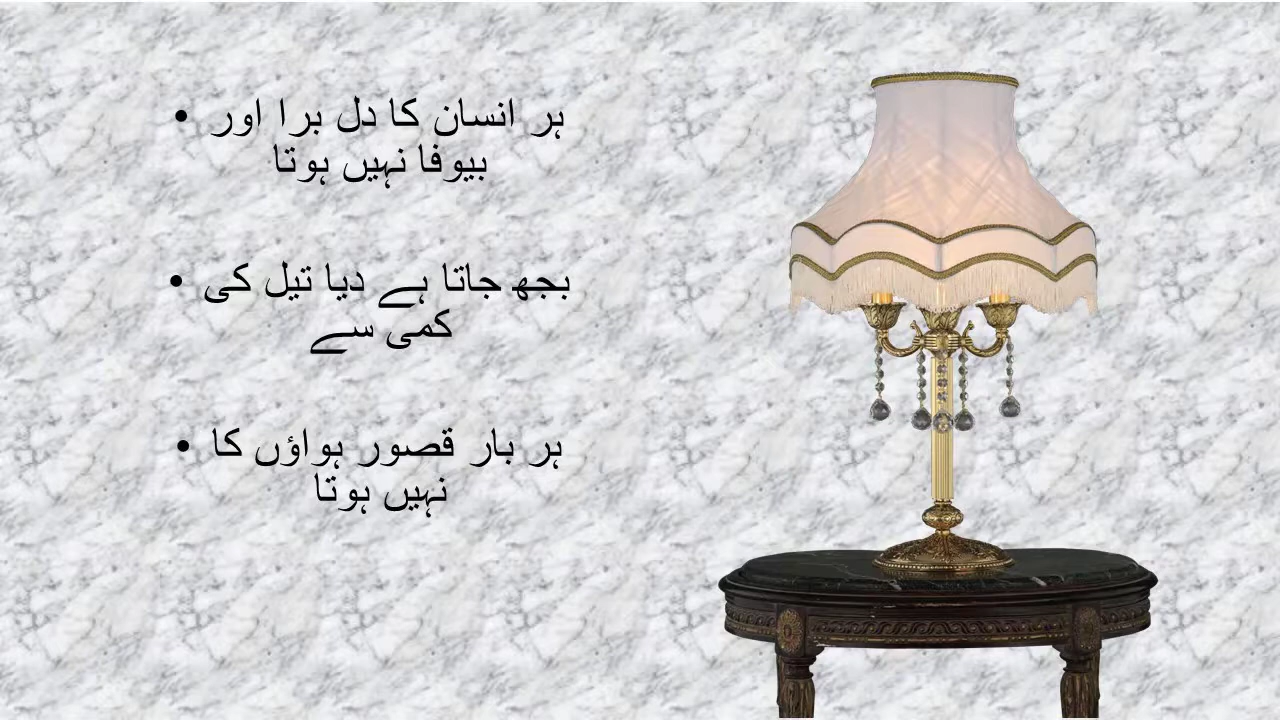 • ہر انسان کا دل برا اور
بیوفا نہیں ہوتا
• بجھ جاتا ہے دیا تیل کی
کمی سے
• ہر بار قصور ہواؤں کا
نہیں ہوتا